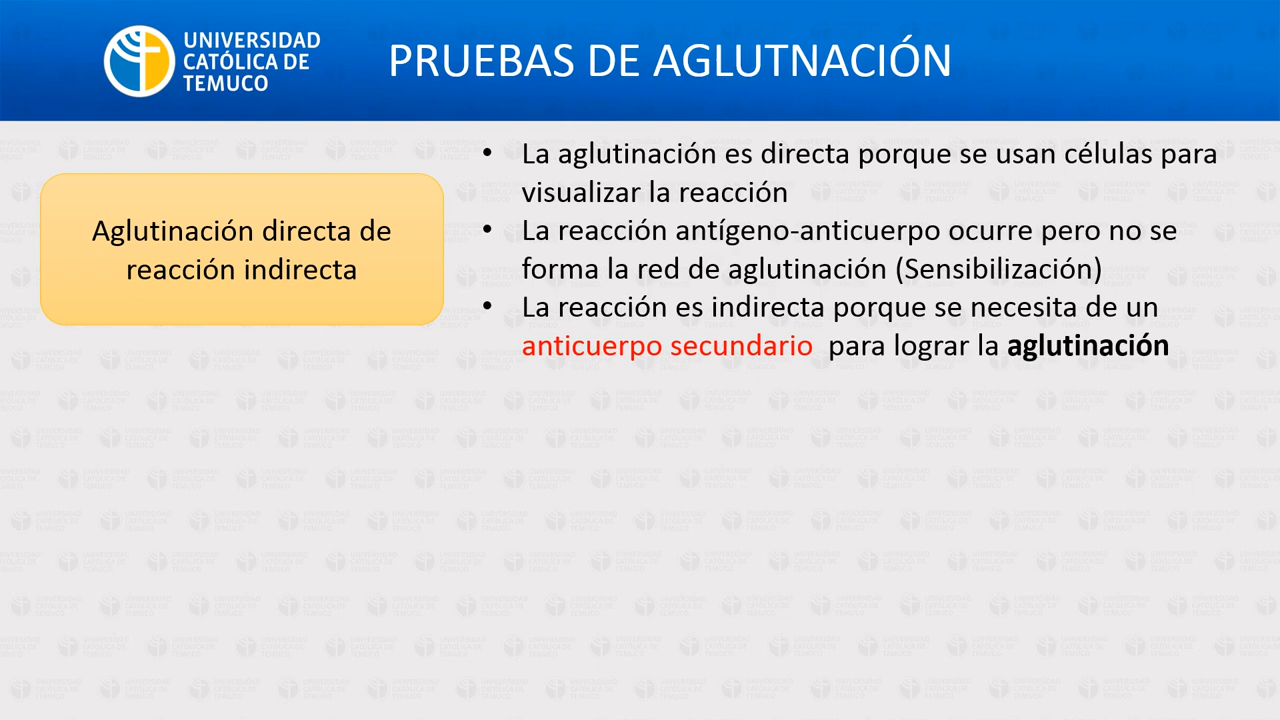 UNIVERSIDAD
CATÓLICA DE
TEMUCO
PRUEBAS DE AGLUTNACIÓN
Aglutinación directa de
reacción indirecta
• La aglutinación es directa porque se usan células para
visualizar la reacción
• La reacción antígeno-anticuerpo ocurre pero no se
forma la red de aglutinación (Sensibilización)
• La reacción es indirecta porque se necesita de un
anticuerpo secundario para lograr la aglutinación